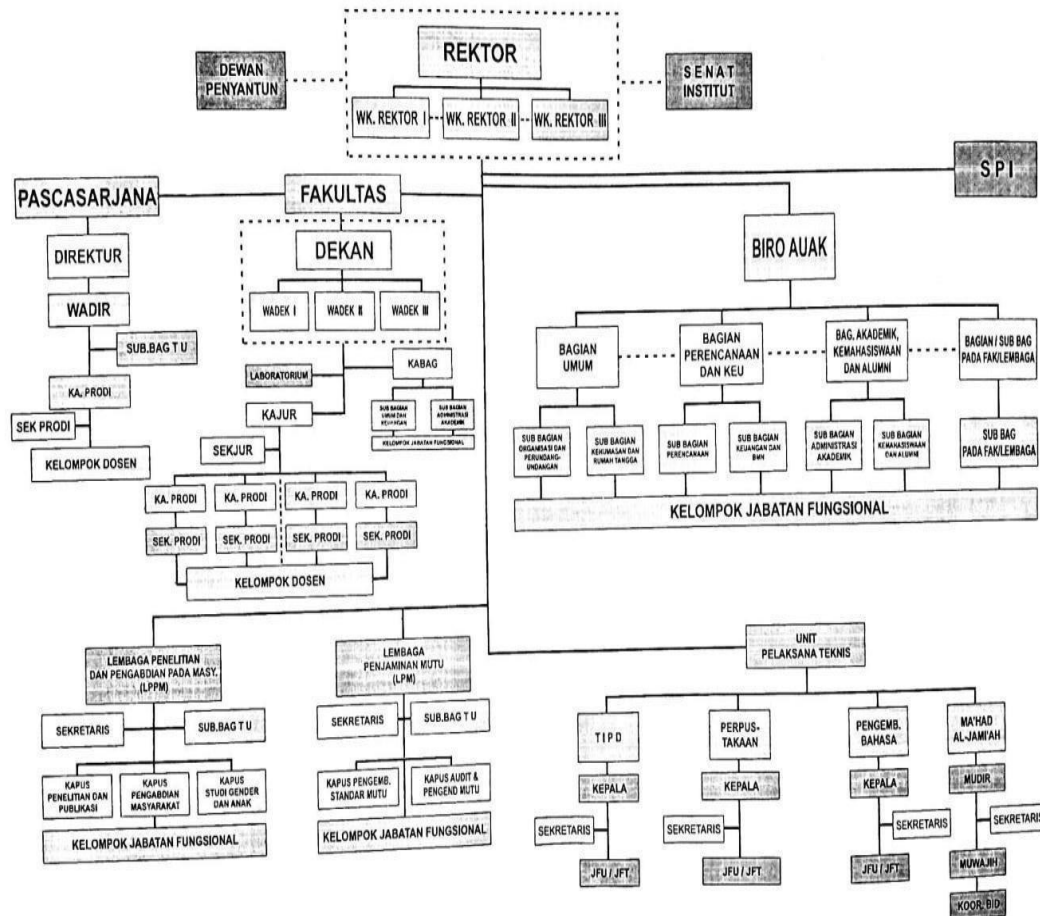 REKTOR
DEWAN
PENYANTUN
SENAT
INSTITUT
WK. REKTOR I
WK. REKTOR II
WK. REKTOR III
SPI
PASCASARJANA
FAKULTAS
DIREKTUR
DEKAN
BIRO AUAK
WADIR
WADEK I
WADEK II
WADEK III
SUB.BAG T U
KA. PRODI
SEK PRODI
KELOMPOK DOSEN
LABORATORIUM
KABAG
KAJUR
SUB BAGIAN
UMUM DAN
KEUANGAN
SUB BAGIAN
ADMINISTRASI
AKADEMIK
KELOMPOK JABATAN FUNGSIONAL
SEKJUR
KA. PRODI
KA. PRODI
KA. PRODI
KA. PRODI
SEK. PRODI
SEK. PRODI
SEK. PRODI
SEK. PRODI
KELOMPOK DOSEN
BAGIAN
UMUM
BAGIAN
PERENCANAAN
DAN KEU
BAG. AKADEMIK,
KEMAHASISWAAN
DAN ALUMNI
BAGIAN / SUB BAG
PADA FAK/LEMBAGA
SUB BAGIAN
ORGANISASI DAN
PERUNDANG-
UNDANGAN
SUB BAGIAN
KEHUMASAN DAN
RUMAH TANGGA
SUB BAGIAN
PERENCANAAN
SUB BAGIAN
KEUANGAN DAN
BMN
SUB BAGIAN
ADMINISTRASI
AKADEMIK
SUB BAGIAN
KEMAHASISWAAN
DAN ALUMNI
SUB BAG
PADA FAK/LEMBAGA
KELOMPOK JABATAN FUNGSIONAL
LEMBAGA PENELITIAN
DAN PENGABDIAN PADA MASY.
(LPPM)
SEKRETARIS
SUB.BAG T U
KAPUS
PENELITIAN DAN
PUBLIKASI
KAPUS
PENGABDIAN
MASYARAKAT
KAPUS
STUDI GENDER
DAN ANAK
KELOMPOK JABATAN FUNGSIONAL
LEMBAGA
PENJAMINAN MUTU
(LPM)
SEKRETARIS
SUB.BAG T U
KAPUS PENGEMB.
STANDAR MUTU
KAPUS AUDIT &
PENGEND MUTU
KELOMPOK JABATAN FUNGSIONAL
UNIT
PELAKSANA TEKNIS
TIPD
KEPALA
SEKRETARIS
JFU / JFT
PERPUS-
TAKAAN
KEPALA
SEKRETARIS
JFU / JFT
PENGEMB.
BAHASA
KEPALA
SEKRETARIS
JFU / JFT
MA'HAD
AL-JAMI'AH
MUDIR
SEKRETARIS
MUWAJIH
KOOR. BID